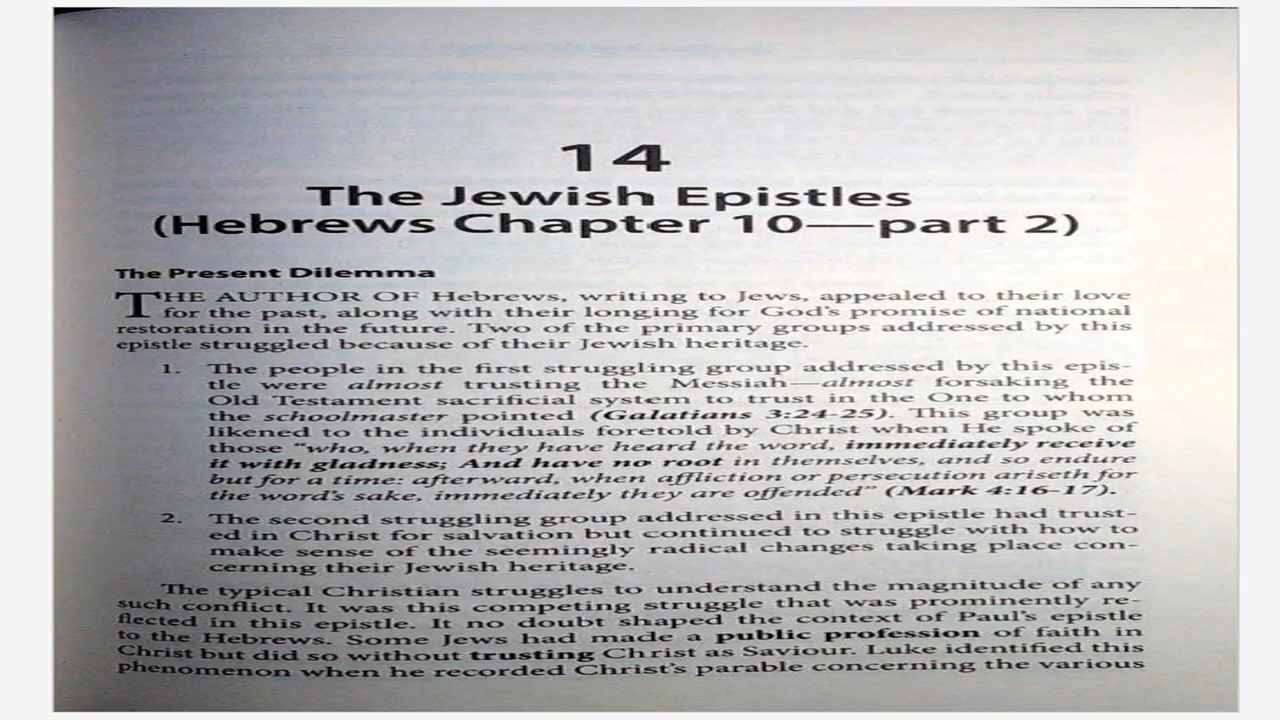 14
The Jewish Epistles
(Hebrews Chapter 10—part 2)
The Present Dilemma
THE AUTHOR OF Hebrews, writing to Jews, appealed to their love
for the past, along with their longing for God's promise of national
restoration in the future. Two of the primary groups addressed by this
epistle struggled because of their Jewish heritage.
1. The people in the first struggling group addressed by this epis-
tle were almost trusting the Messiah—almost forsaking the
Old Testament sacrificial system to trust in the One to whom
the schoolmaster pointed (Galatians 3:24-25). This group was
likened to the individuals foretold by Christ when He spoke of
those "who, when they have heard the word, immediately receive
it with gladness; And have no root in themselves, and so endure
but for a time: afterward, when affliction or persecution ariseth for
the word's sake, immediately they are offended" (Mark 4:16-17).
2. The second struggling group addressed in this epistle had trust-
ed in Christ for salvation but continued to struggle with how to
make sense of the seemingly radical changes taking place con-
cerning their Jewish heritage.
The typical Christian struggles to understand the magnitude of any
such conflict. It was this competing struggle that was prominently re-
flected in this epistle. It no doubt shaped the context of Paul's epistle
to the Hebrews. Some Jews had made a public profession of faith in
Christ but did so without trusting Christ as Saviour. Luke identified this
phenomenon when he recorded Christ's parable concerning the various